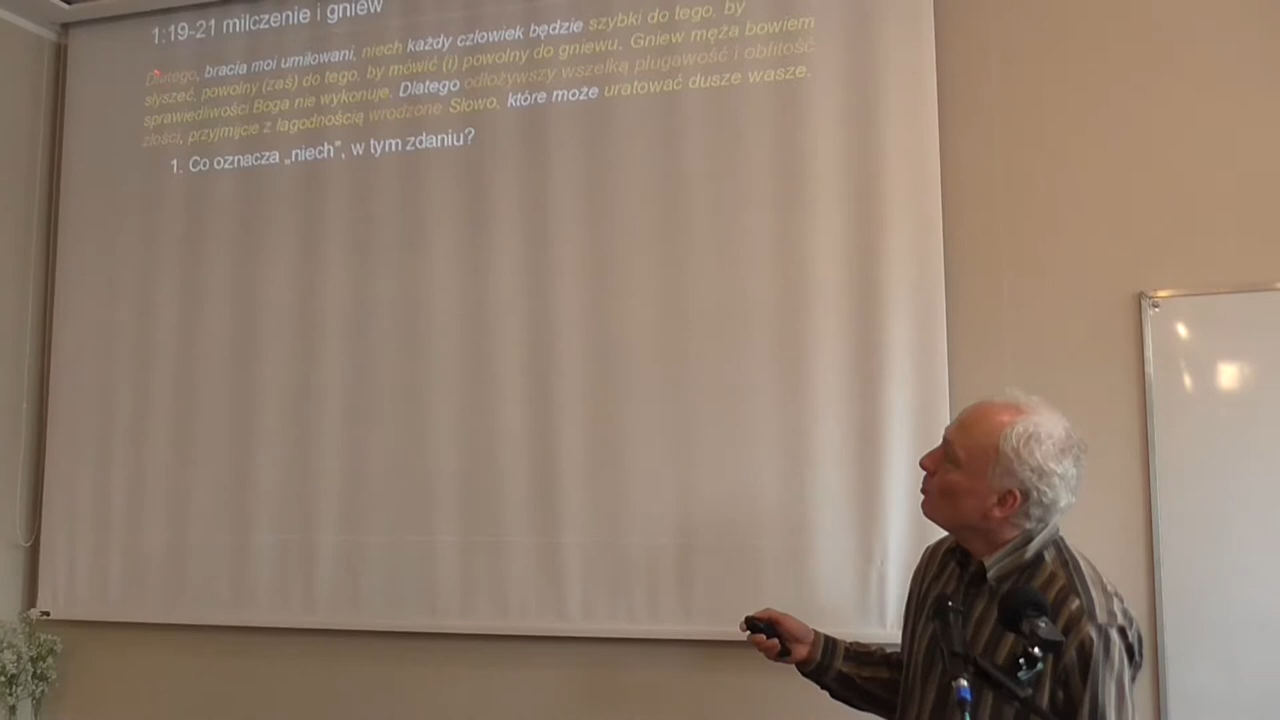 1:19-21 milczenie i gniew
Dlatego, bracia moi umiłowani, niech każdy człowiek będzie szybki do tego, by
słyszeć, powolny (zaś) do tego, by mówić (i) powolny do gniewu. Gniew męża bowiem
sprawiedliwości Boga nie wykonuje. Dlatego odłożywszy wszelką plugawość i obfitość
złości, przyjmijcie z łagodnością wrodzone Słowo, które może uratować dusze wasze.
1. Co oznacza „niech”, w tym zdaniu?